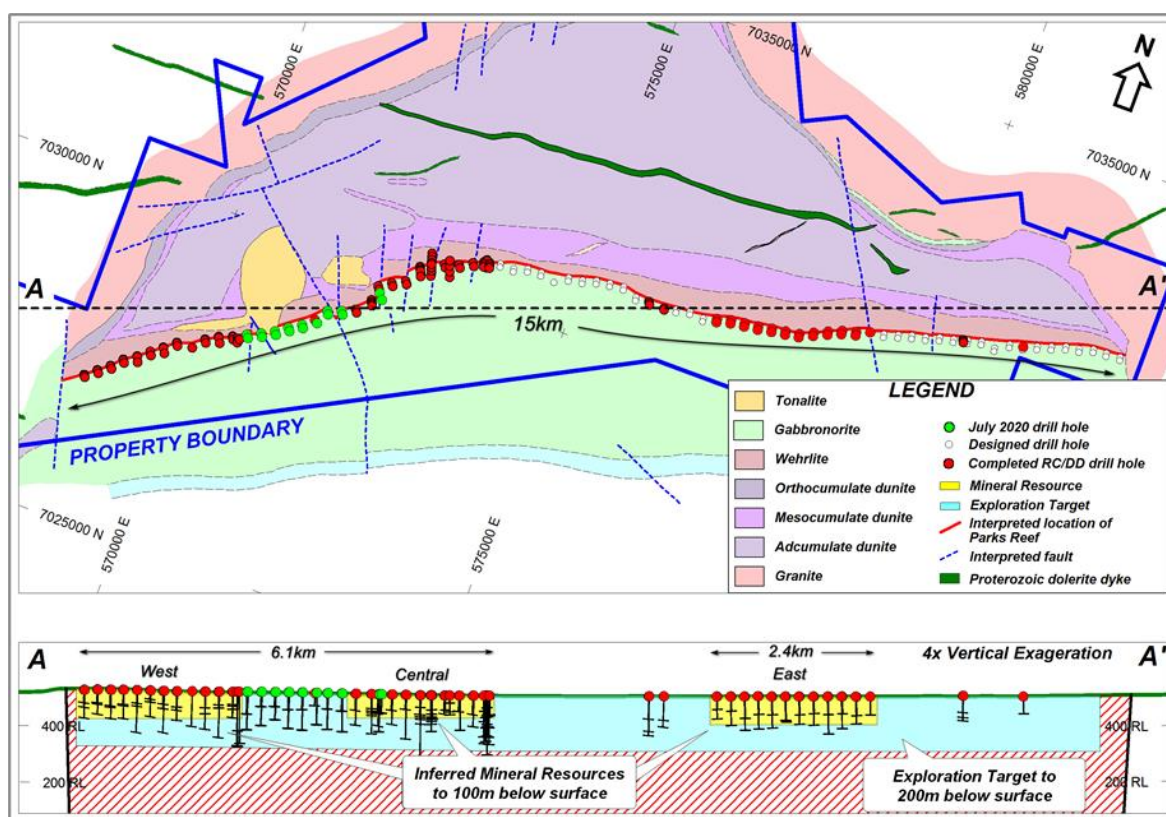 570000 E
575000 E
7035000 N
580000 E
N
7030000 N
7035000 N
A
A'
15km
PROPERTY BOUNDARY
7025000 N
570000 E
575000 E
LEGEND
Tonalite
Gabbronorite
Wehrlite
Orthocumulate dunite
Mesocumulate dunite
Adcumulate dunite
Granite
July 2020 drill hole
Designed drill hole
Completed RC/DD drill hole
Mineral Resource
Exploration Target
Interpreted location of
Parks Reef
Interpreted fault
Proterozoic dolerite dyke
A
6.1km
2.4km
4x Vertical Exageration
A'
West
Central
East
400 RL
400 RL
200 RL
200 RL
Inferred Mineral Resources
to 100m below surface
Exploration Target to
200m below surface